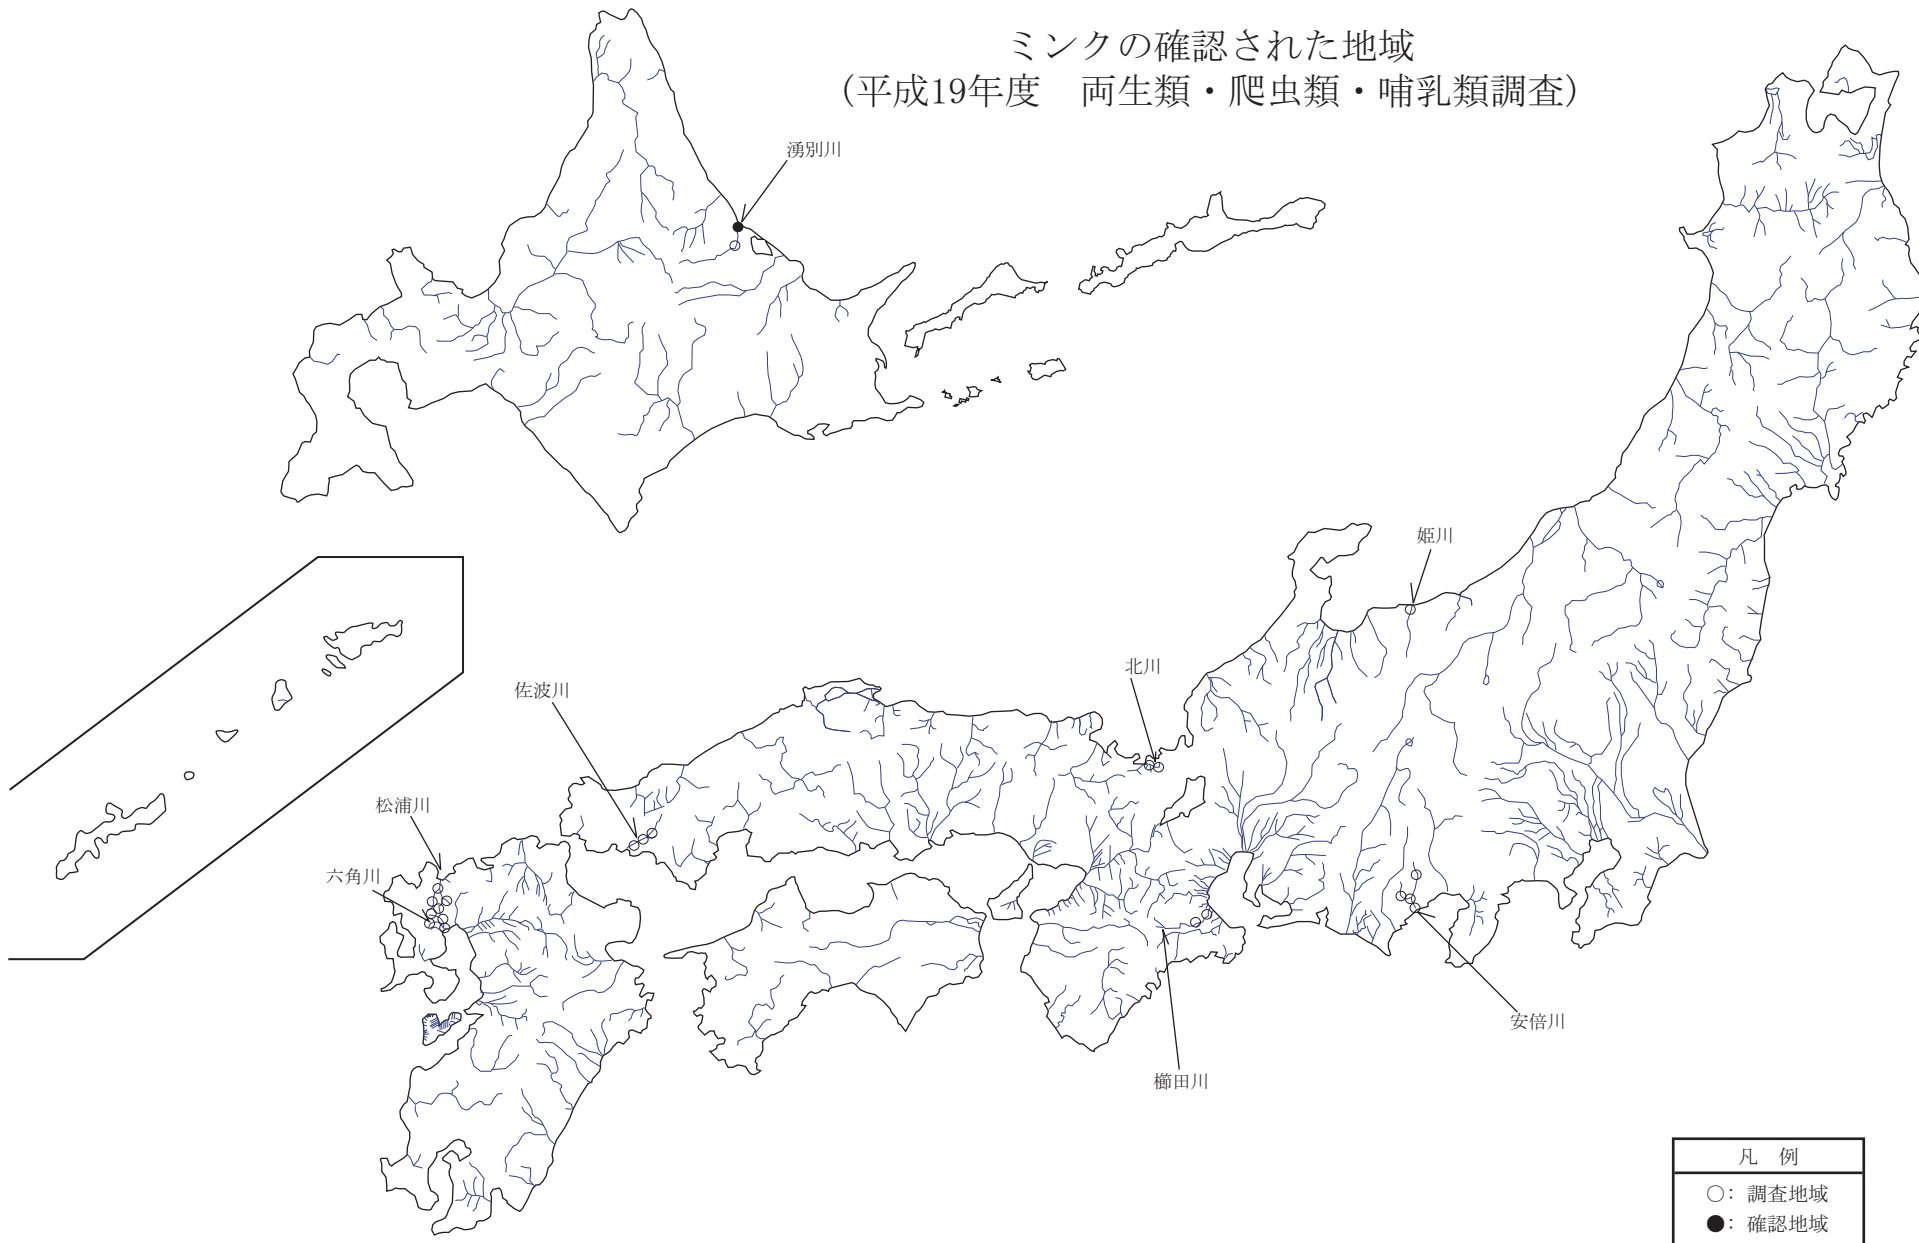 ミンクの確認された地域
(平成19年度　両生類・爬虫類・哺乳類調査)
湧別川
姫川
北川
佐波川
松浦川
六角川
安倍川
櫛田川
凡　例
○：調査地域
●：確認地域